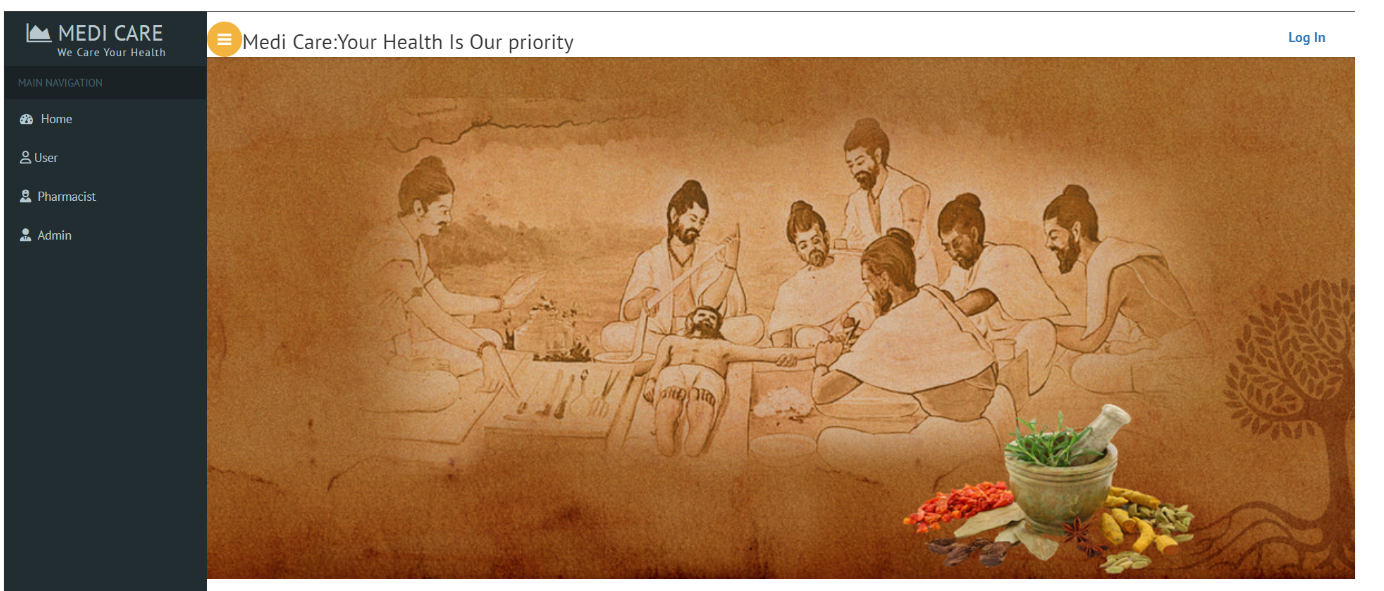 MEDI CARE
We Care Your Health
MAIN NAVIGATION
Home
User
Pharmacist
Admin
Medi Care:Your Health Is Our priority
Log In